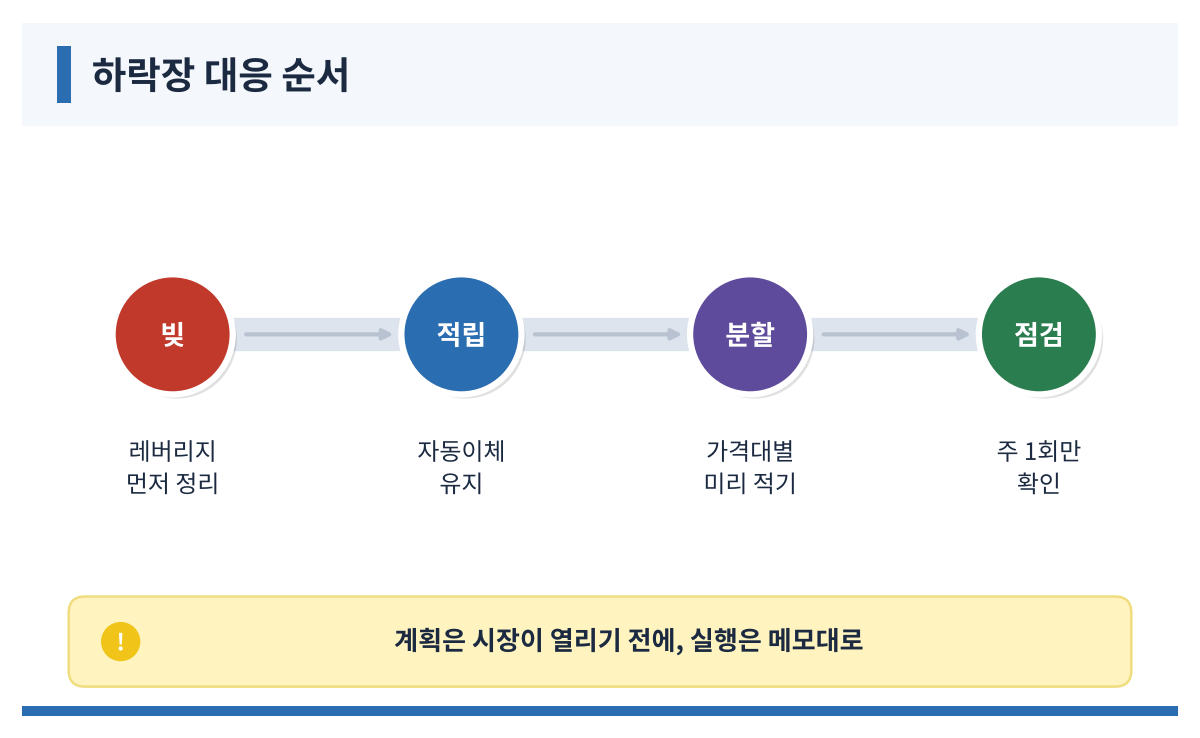 하락장 대응 순서
빚
적립
분할
점검
레버리지
먼저 정리
자동이체
유지
가격대별
미리 적기
주 1회만
확인
!
계획은 시장이 열리기 전에, 실행은 메모대로